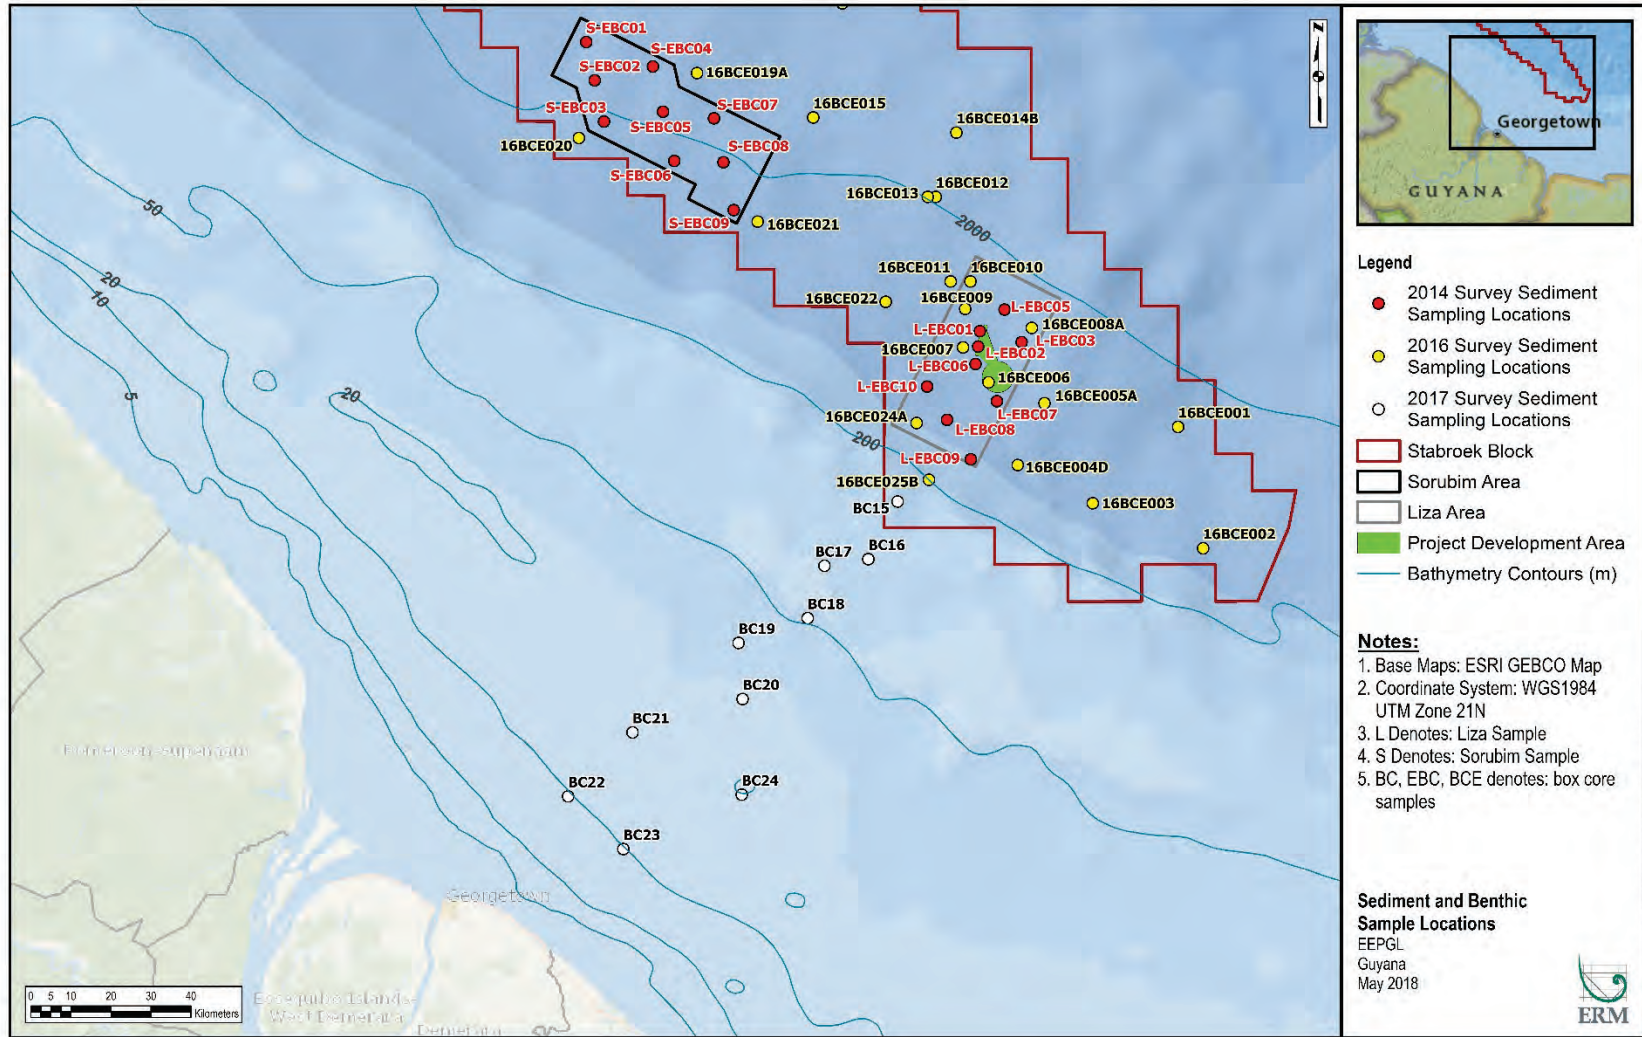 S-EBC01
S-EBC04
S-EBC02
16BCE019A
S-EBC03
S-EBC07
S-EBC05
16BCE015
16BCE014B
16BCE020
S-EBC08
S-EBC06
16BCE013
16BCE012
S-EBC09
16BCE021
2000
50
20
10
5
20
200
16BCE011
16BCE010
16BCE022
16BCE009
L-EBC05
L-EBC01
16BCE008A
16BCE007
L-EBC02
L-EBC03
L-EBC06
16BCE006
L-EBC10
16BCE005A
L-EBC07
16BCE024A
L-EBC08
16BCE001
L-EBC09
16BCE004D
16BCE025B
BC15
16BCE003
16BCE002
BC17
BC16
BC18
BC19
BC20
BC21
BC22
BC24
BC23
Georgetown
Essequibo Islands-
West Demerara
Demerara
0 5 10 20 30 40
Kilometers
N
Georgetown
GUYANA
Legend
2014 Survey Sediment
Sampling Locations
2016 Survey Sediment
Sampling Locations
2017 Survey Sediment
Sampling Locations
Stabroek Block
Sorubim Area
Liza Area
Project Development Area
Bathymetry Contours (m)
Notes:
1. Base Maps: ESRI GEBCO Map
2. Coordinate System: WGS1984
UTM Zone 21N
3. L Denotes: Liza Sample
4. S Denotes: Sorubim Sample
5. BC, EBC, BCE denotes: box core
samples
Sediment and Benthic
Sample Locations
EEPGL
Guyana
May 2018
ERM